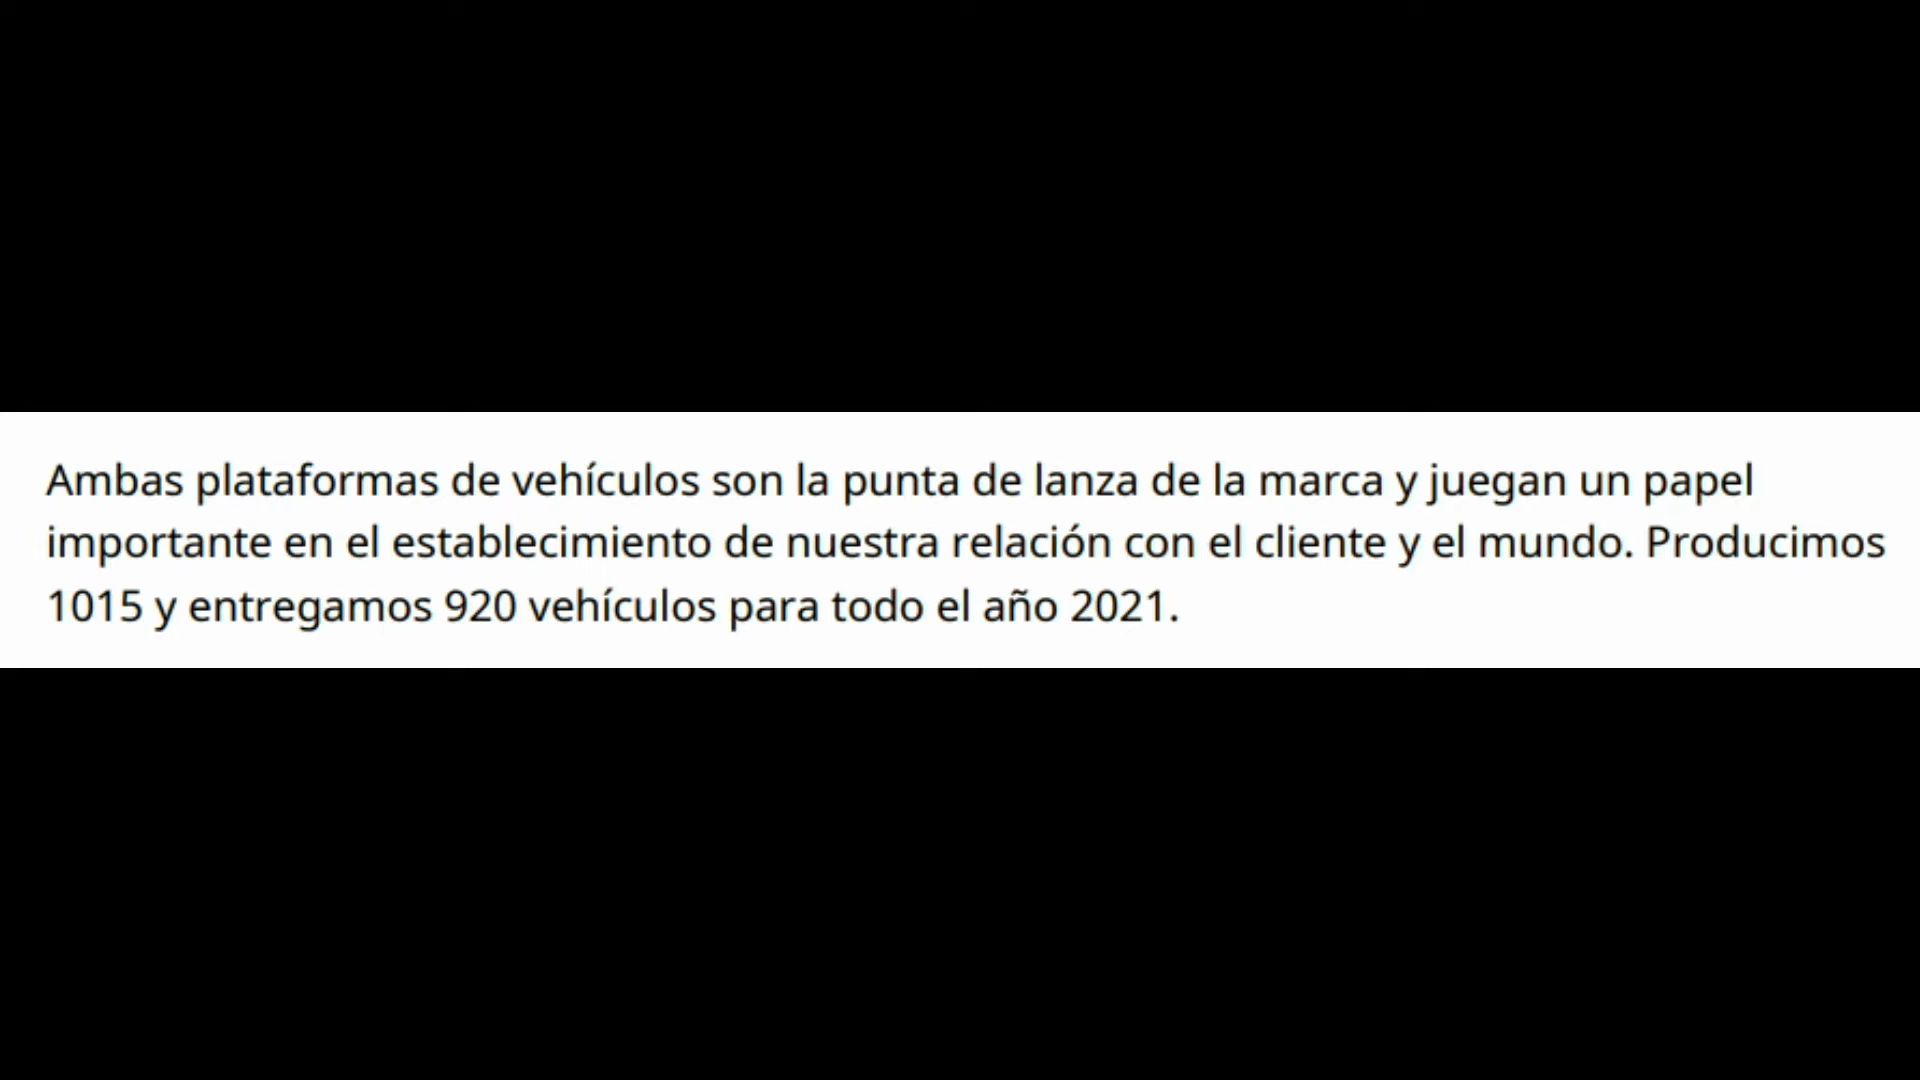 Ambas plataformas de vehículos son la punta de lanza de la marca y juegan un papel
importante en el establecimiento de nuestra relación con el cliente y el mundo. Producimos
1015 y entregamos 920 vehículos para todo el año 2021.